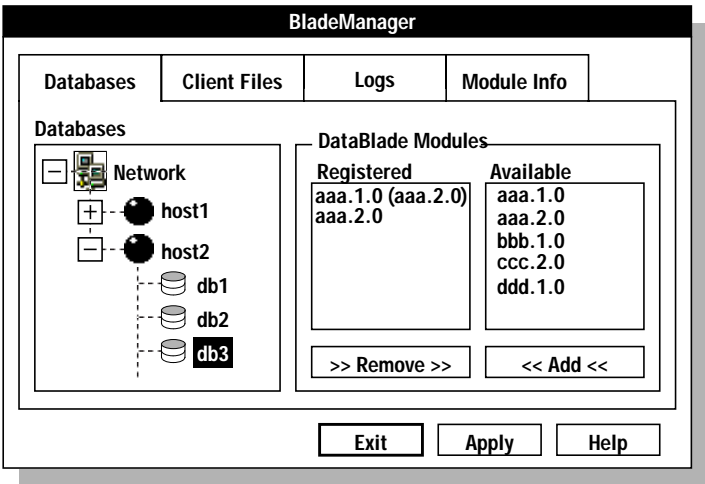 BladeManager
Databases
Client Files
Logs
Module Info
Databases
Network
host1
host2
db1
db2
db3
DataBlade Modules
Registered
aaa.1.0 (aaa.2.0)
aaa.2.0
>> Remove >>
Available
aaa.1.0
aaa.2.0
bbb.1.0
ccc.2.0
ddd.1.0
<< Add <<
Exit
Apply
Help